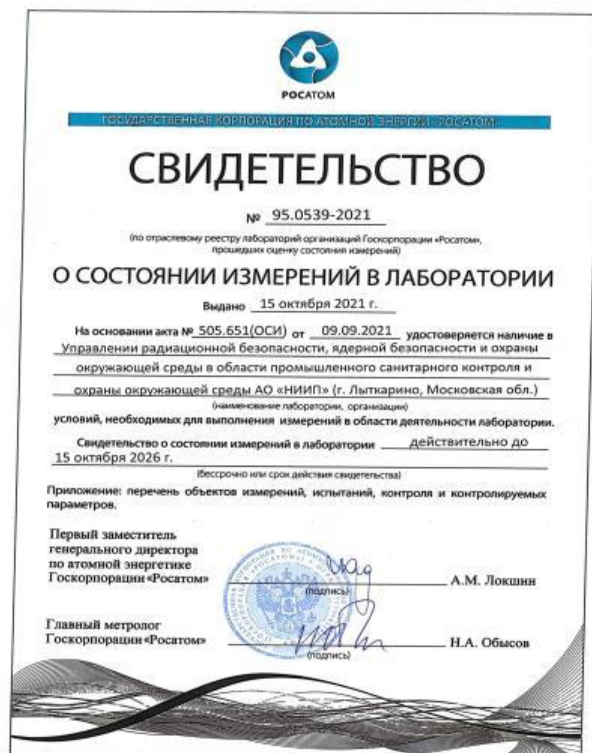 РОСАТОМ
ГОСУДАРСТВЕННАЯ КОРПОРАЦИЯ ПО АТОМНОЙ ЭНЕРГИИ «РОСАТОМ»
СВИДЕТЕЛЬСТВО
№ 95.0539-2021
(по отраслевому реестру лабораторий организаций Госкорпорации «Росатом»,
прошедших оценку состояния измерений)
О СОСТОЯНИИ ИЗМЕРЕНИЙ В ЛАБОРАТОРИИ
Выдано 15 октября 2021 г.
На основании акта № 505.651(ОСИ) от 09.09.2021 удостоверяется наличие в
Управлении радиационной безопасности, ядерной безопасности и охраны
окружающей среды в области промышленного санитарного контроля и
охраны окружающей среды АО «НИИП» (г. Лыткарино, Московская обл.)
(наименование лаборатории, организации)
условий, необходимых для выполнения измерений в области деятельности лаборатории.
Свидетельство о состоянии измерений в лаборатории действительно до
15 октября 2026 г.
(бессрочно или срок действия свидетельства)
Приложение: перечень объектов измерений, испытаний, контроля и контролируемых
параметров.
Первый заместитель
генерального директора
по атомной энергетике
Госкорпорации «Росатом»
А.М. Локшин
(подпись)
Главный метролог
Госкорпорации «Росатом»
Н.А. Обысов
(подпись)